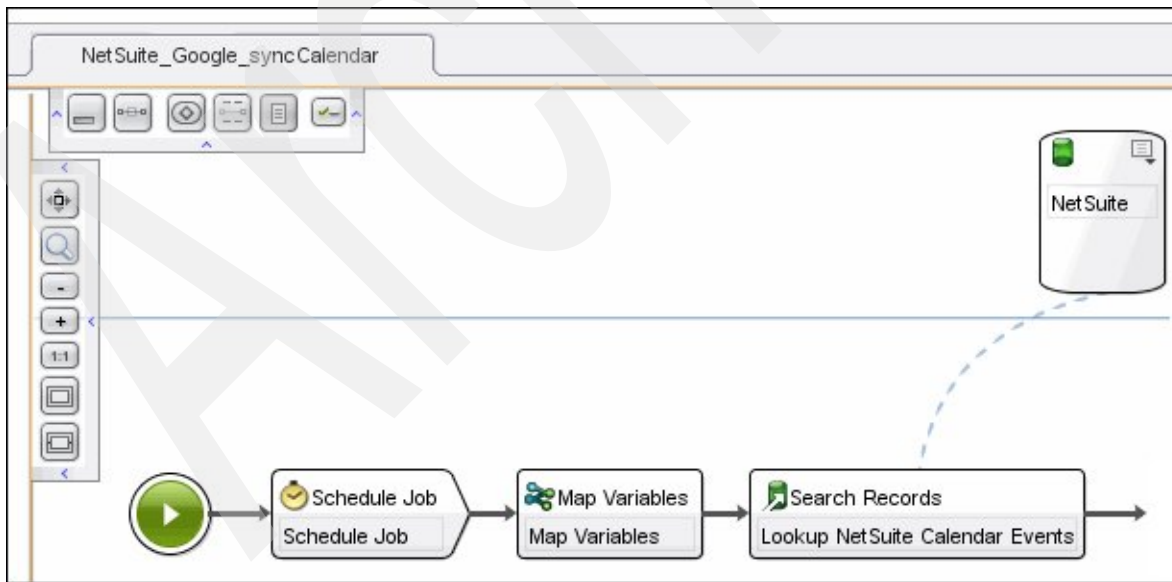 NetSuite_Google_syncCalendar
NetSuite
-
+
1:1
Schedule Job
Schedule Job
Map Variables
Map Variables
Search Records
Lookup NetSuite Calendar Events